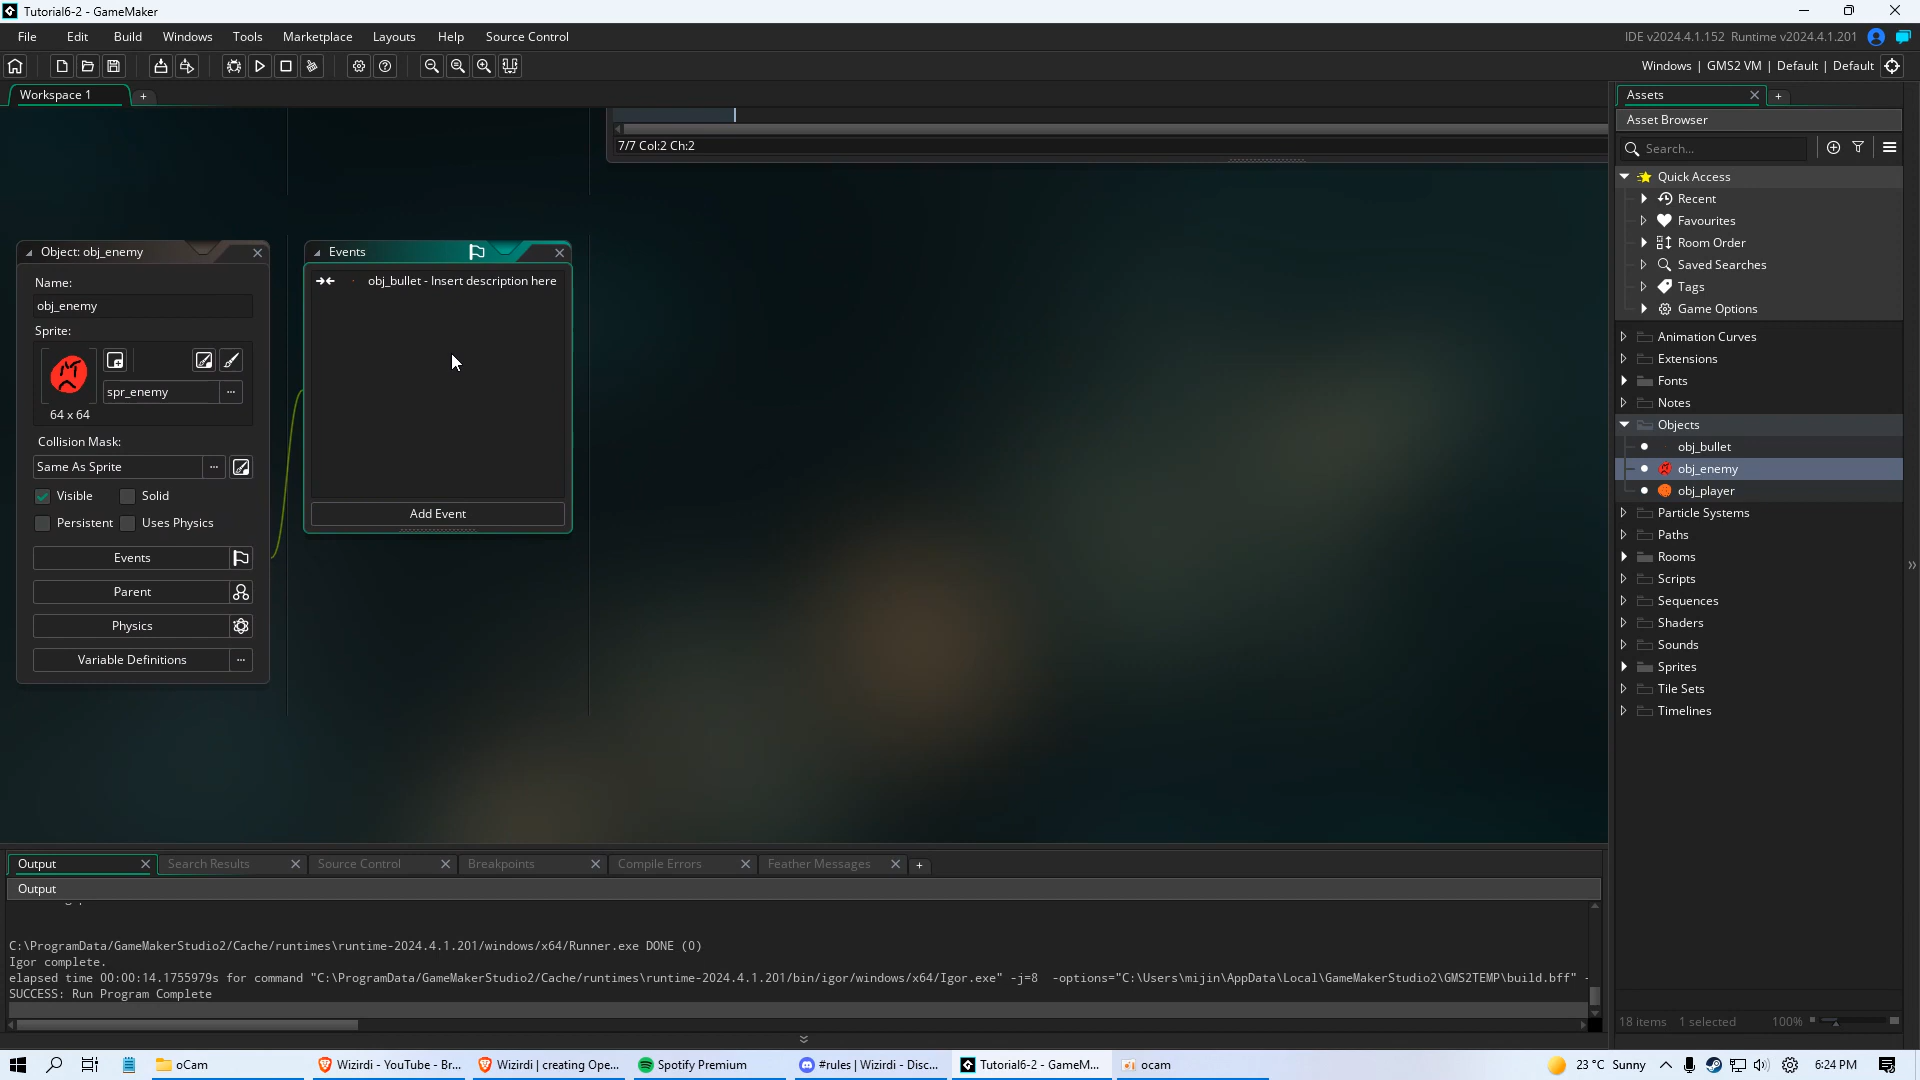 Tutorial6-2 - GameMaker
File Edit Build Windows Tools Marketplace Layouts Help Source Control
IDE v2024.4.1.152 Runtime v2024.4.1.201
Windows | GMS2 VM | Default | Default
Workspace 1
Assets
Asset Browser
Search...
Quick Access
Recent
Favourites
Room Order
Saved Searches
Tags
Game Options
Animation Curves
Extensions
Fonts
Notes
Objects
obj_bullet
obj_enemy
obj_player
Particle Systems
Paths
Rooms
Scripts
Sequences
Shaders
Sounds
Sprites
Tile Sets
Timelines
18 items 1 selected 100%
7/7 Col:2 Ch:2
Object: obj_enemy
Name:
obj_enemy
Sprite:
spr_enemy
64 x 64
Collision Mask:
Same As Sprite
Visible Solid
Persistent Uses Physics
Events
Parent
Physics
Variable Definitions
Events
obj_bullet - Insert description here
Add Event
Output Search Results Source Control Breakpoints Compile Errors Feather Messages
Output
C:\ProgramData/GameMakerStudio2/Cache/runtimes\runtime-2024.4.1.201/windows/x64/Runner.exe DONE (0)
Igor complete.
elapsed time 00:00:14.1755979s for command "C:\ProgramData/GameMakerStudio2/Cache/runtimes\runtime-2024.4.1.201/bin/igor/windows/x64/Igor.exe" -j=8 -options="C:\Users\mijin\AppData\Local\GameMakerStudio2\GMS2TEMP\build.bff" -
SUCCESS: Run Program Complete
oCam
Wizirdi - YouTube - Br...
Wizirdi | creating Ope...
Spotify Premium
#rules | Wizirdi - Disc...
Tutorial6-2 - GameM...
ocam
23 °C Sunny
6:24 PM